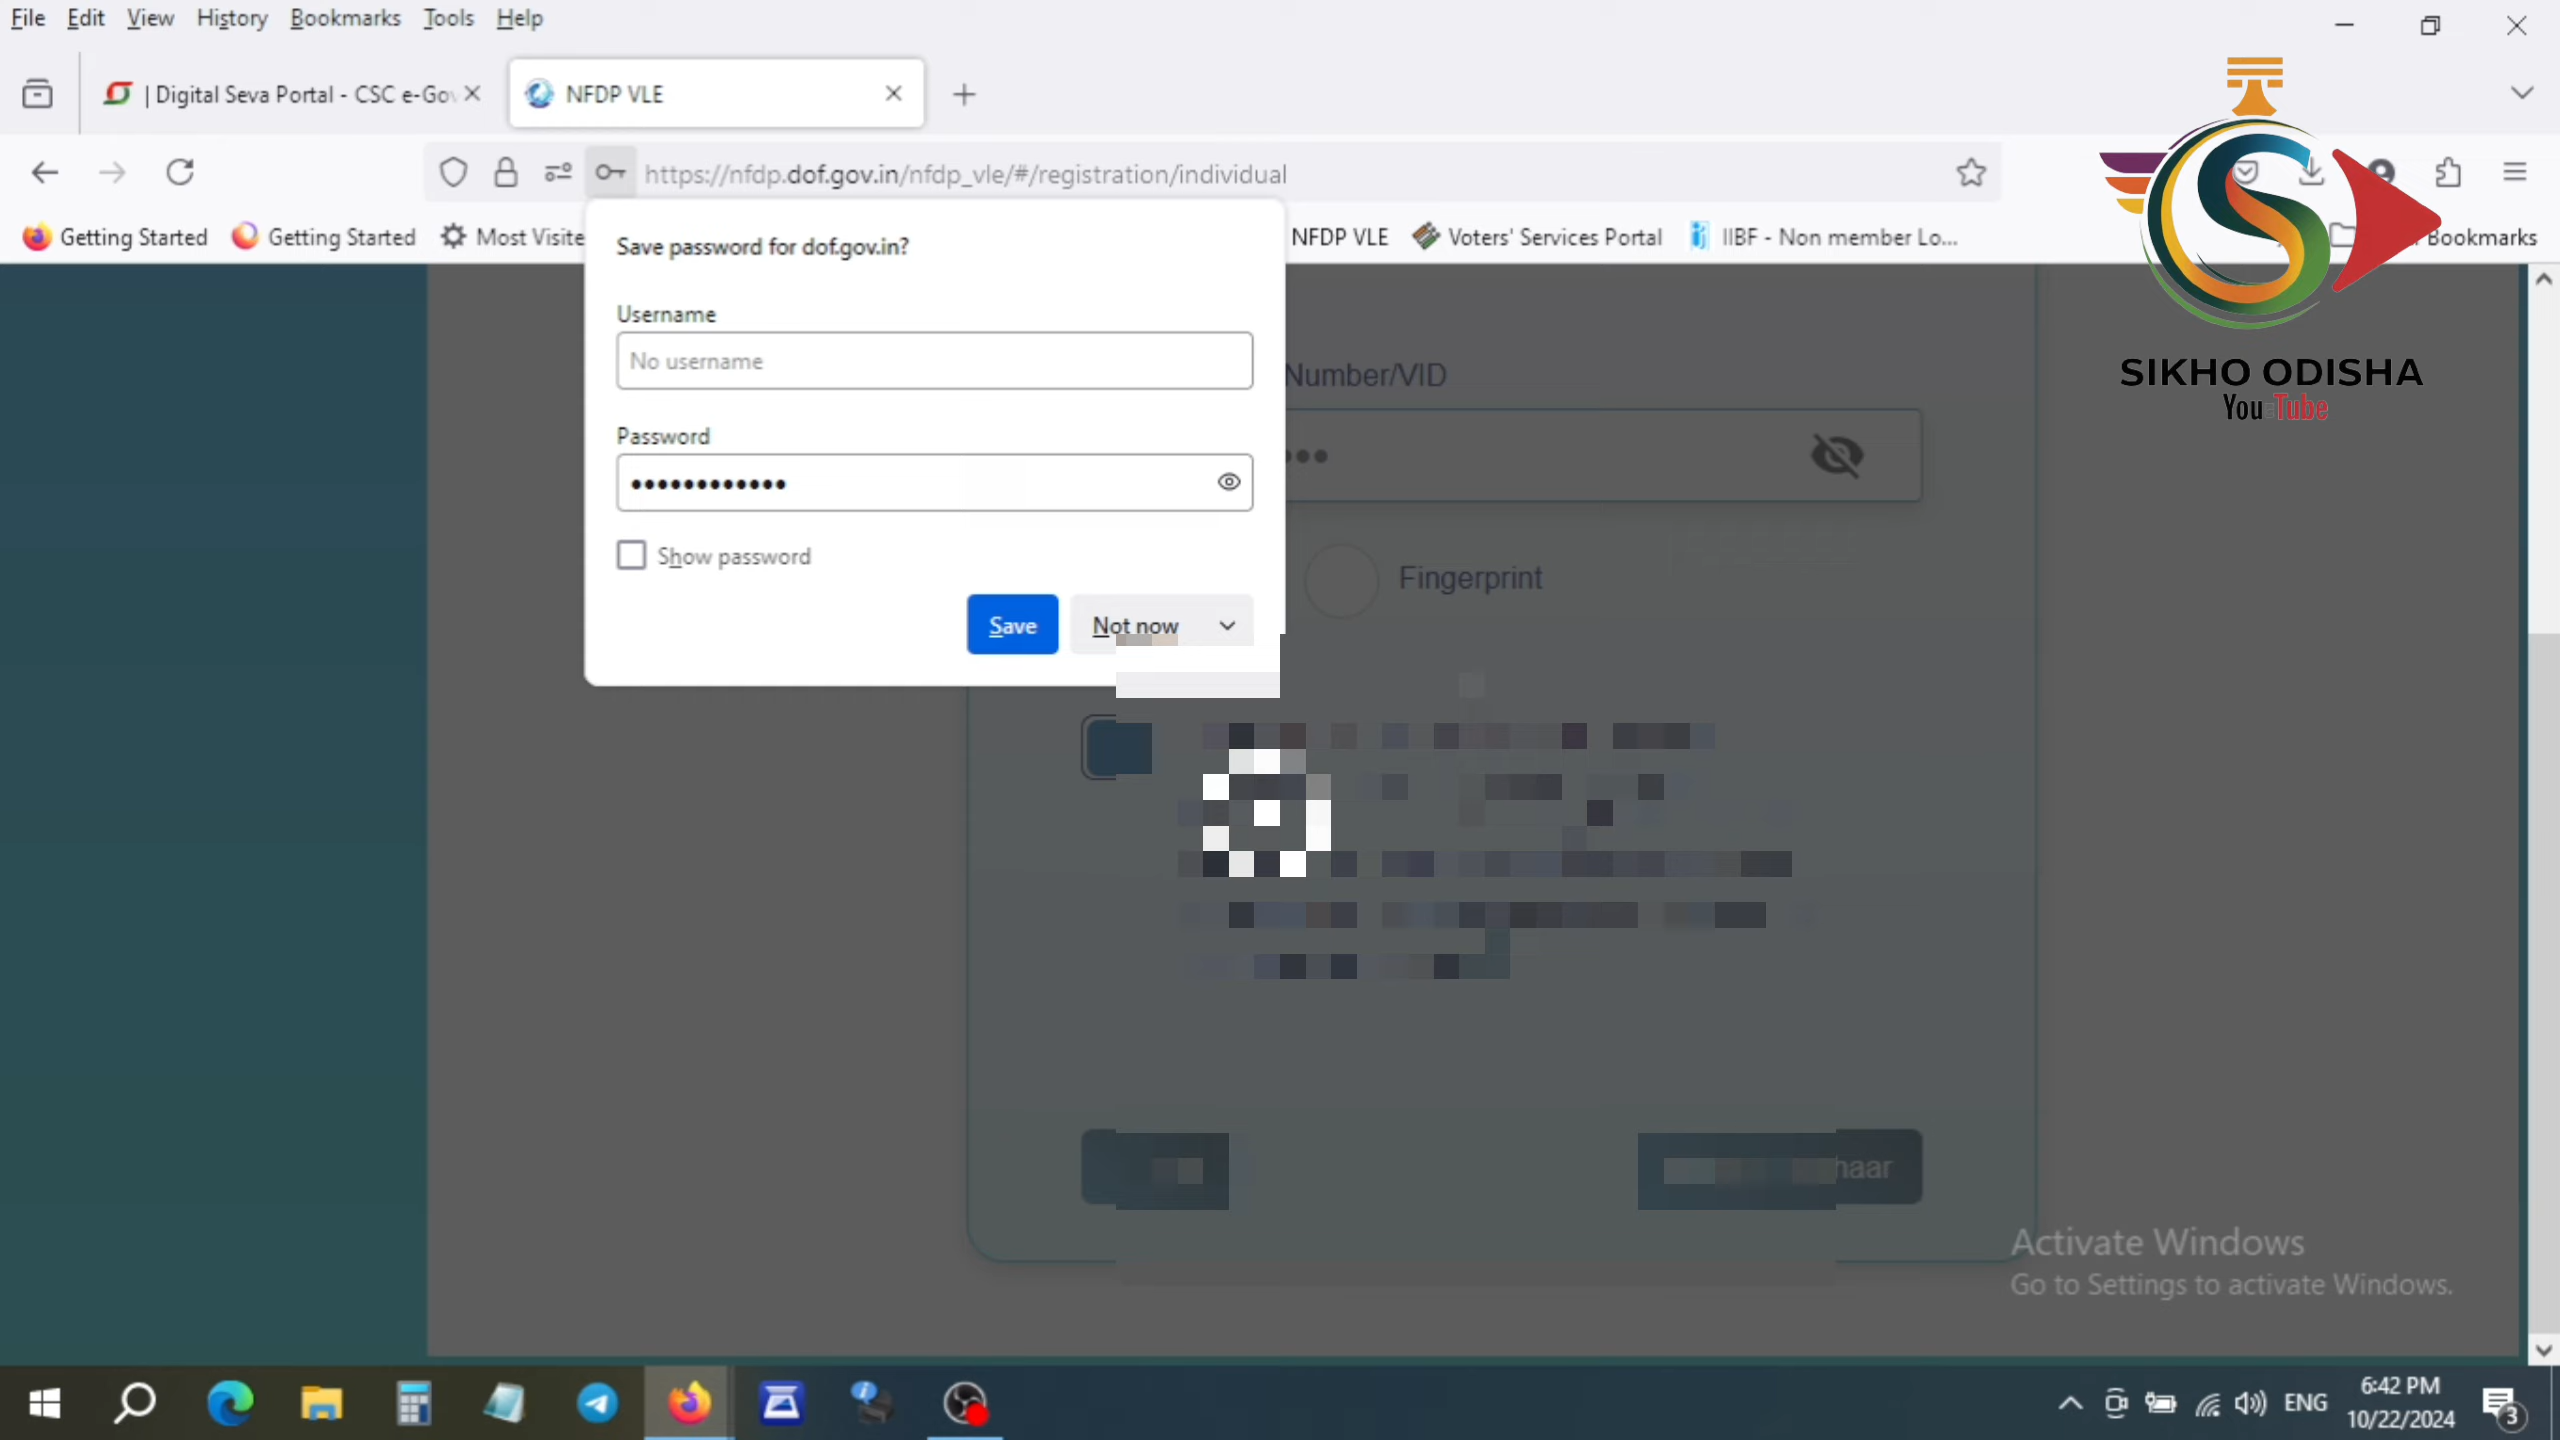 File Edit View History Bookmarks Tools Help
| Digital Seva Portal - CSC e-Gov
NFDP VLE
https://nfdp.dof.gov.in/nfdp_vle/#/registration/individual
Getting Started
Getting Started
Most Visite
NFDP VLE
Voters' Services Portal
IIBF - Non member Lo...
Bookmarks
Save password for dof.gov.in?
Username
No username
Password
Show password
Save
Not now
Number/VID
Fingerprint
haar
SIKHO ODISHA
YouTube
Activate Windows
Go to Settings to activate Windows.
ENG
6:42 PM
10/22/2024
3